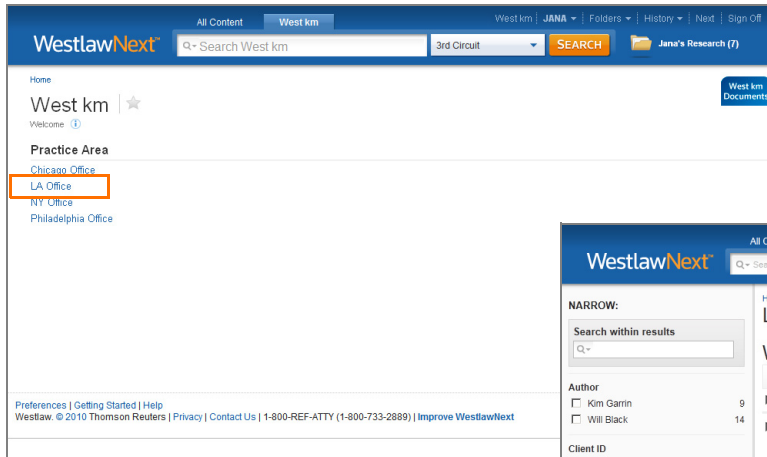 All Content West km West km JANA Folders History Next Sign Off
WestlawNext™ Search West km 3rd Circuit SEARCH Jana's Research (7)
Home
West km
West km Documents
Welcome
Practice Area
Chicago Office
LA Office
NY Office
Philadelphia Office
All
WestlawNext™
NARROW:
Search within results
Author
Kim Garrin 9
Will Black 14
Client ID
Preferences | Getting Started | Help
Westlaw. © 2010 Thomson Reuters | Privacy | Contact Us | 1-800-REF-ATTY (1-800-733-2889) | Improve WestlawNext